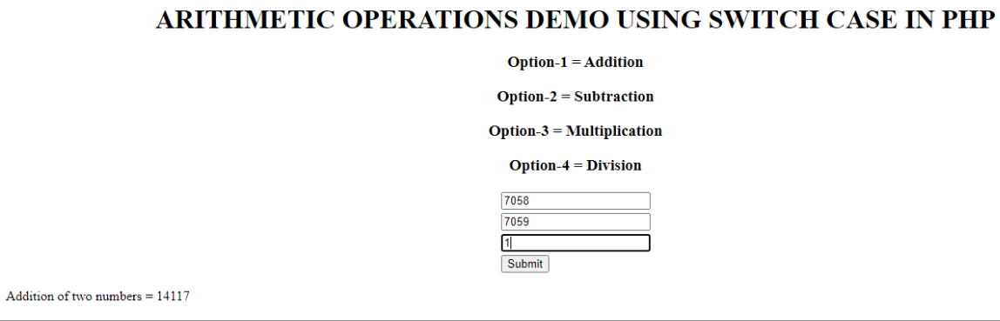 ARITHMETIC OPERATIONS DEMO USING SWITCH CASE IN PHP
Option-1 = Addition
Option-2 = Subtraction
Option-3 = Multiplication
Option-4 = Division
7058
7059
1
Submit
Addition of two numbers = 14117